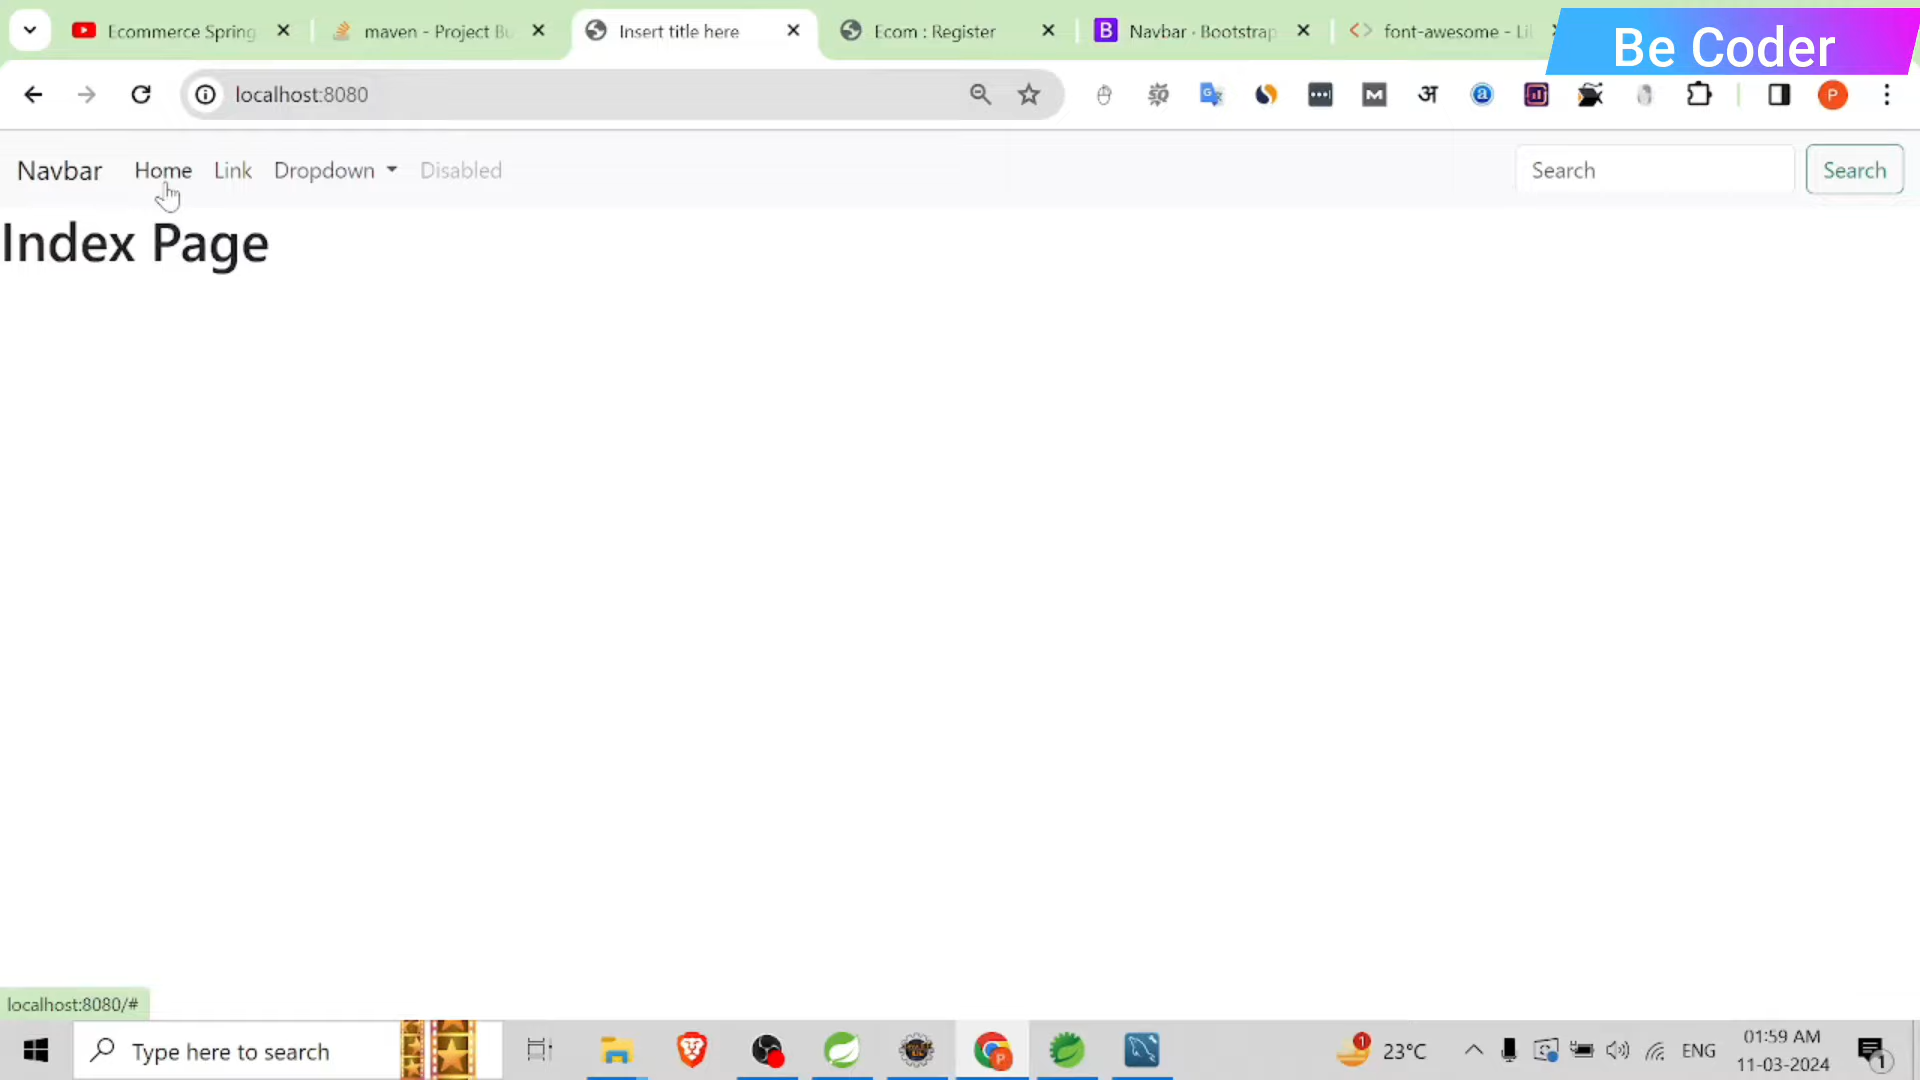 Ecommerce Spring
maven - Project Bu
Insert title here
Ecom : Register
Navbar · Bootstrap
font-awesome - Li
Be Coder
localhost:8080
P
Navbar
Home
Link
Dropdown
Disabled
Search
Search
Index Page
localhost:8080/#
Type here to search
1
23°C
ENG
01:59 AM
11-03-2024
1